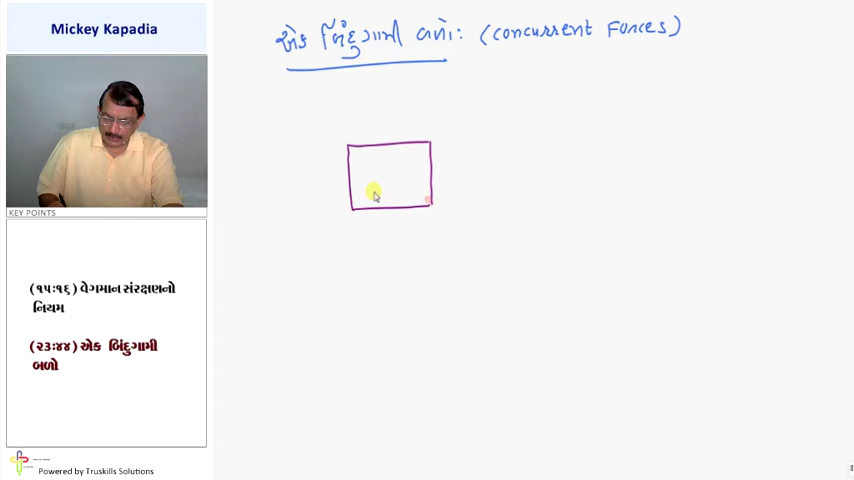 Mickey Kapadia
એક બિંદુગામી બળો: (concurrent Forces)
KEY POINTS
(૧૫:૧૬) વેગમાન સંરક્ષણનો
નિયમ
(૨૩:૪૪) એક બિંદુગામી
બળો
Powered by Truskills Solutions
8